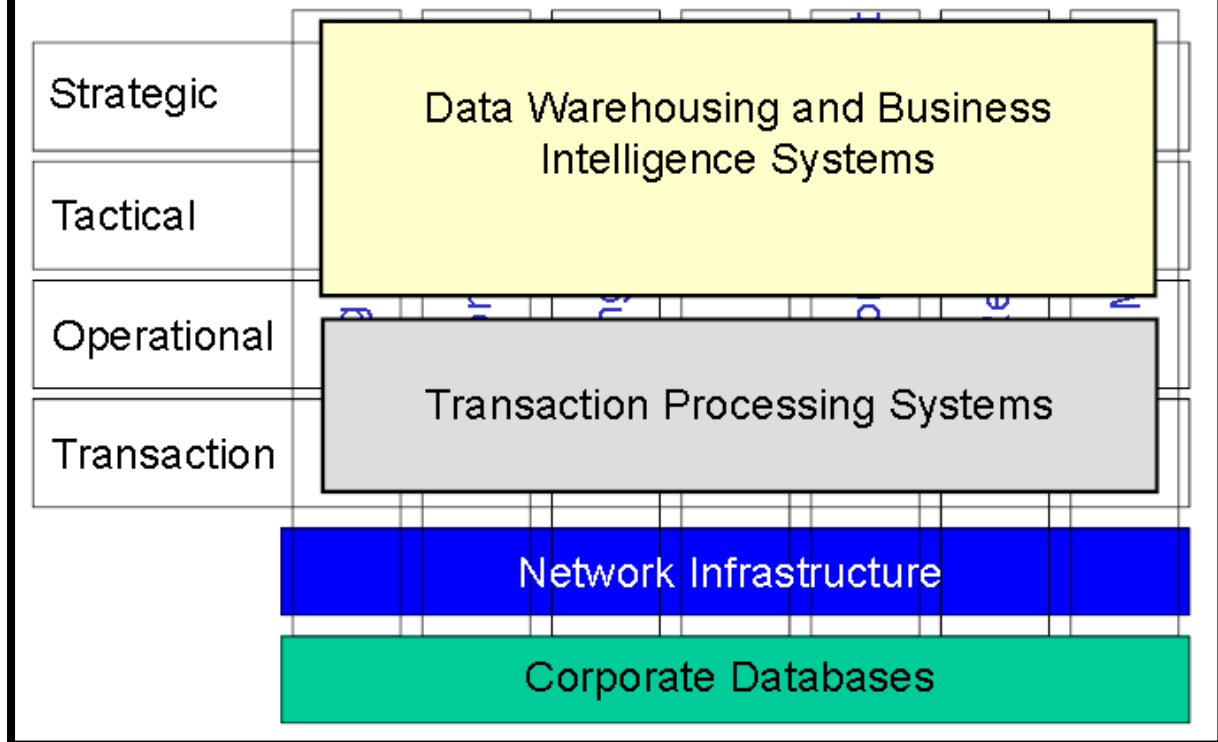 Strategic
Data Warehousing and Business
Intelligence Systems
Tactical
Operational
Transaction Processing Systems
Transaction
Network Infrastructure
Corporate Databases